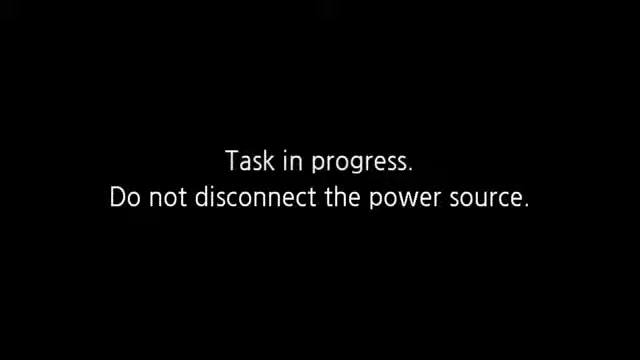 Task in progress.
Do not disconnect the power source.